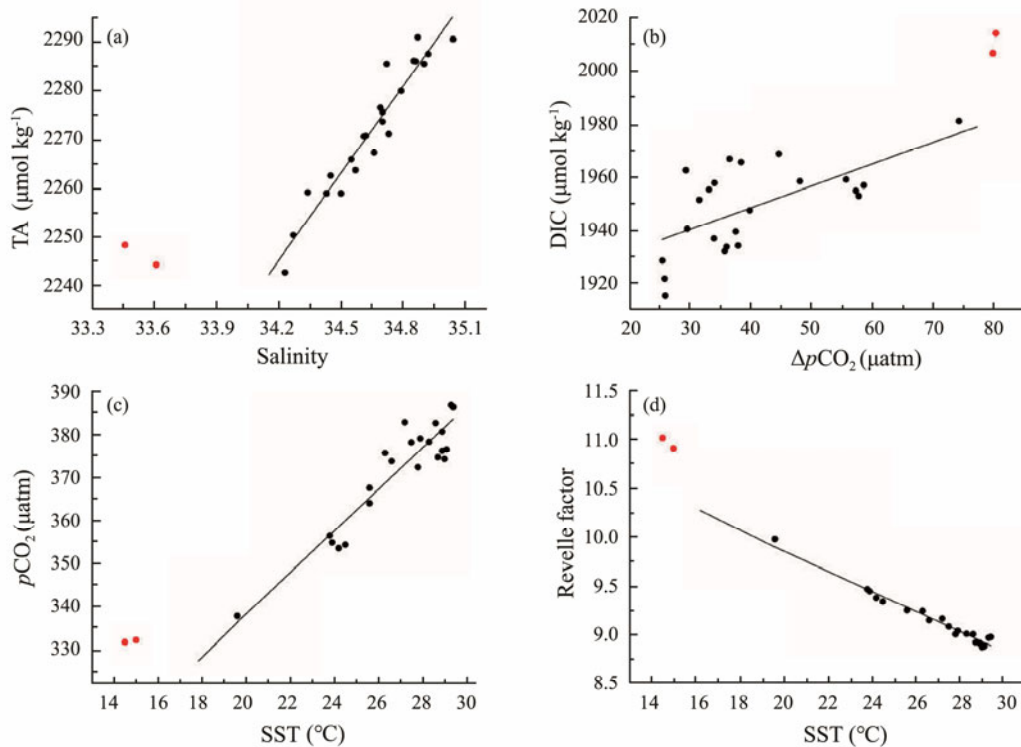 (a)
2290
2280
2270
2260
2250
2240
TA (μmol kg⁻¹)
33.3 33.6 33.9 34.2 34.5 34.8 35.1
Salinity
(b)
2020
2000
1980
1960
1940
1920
DIC (μmol kg⁻¹)
20 30 40 50 60 70 80
ΔpCO₂ (μatm)
(c)
390
380
370
360
350
340
330
pCO₂ (μatm)
14 16 18 20 22 24 26 28 30
SST (°C)
(d)
11.5
11.0
10.5
10.0
9.5
9.0
8.5
Revelle factor
14 16 18 20 22 24 26 28 30
SST (°C)